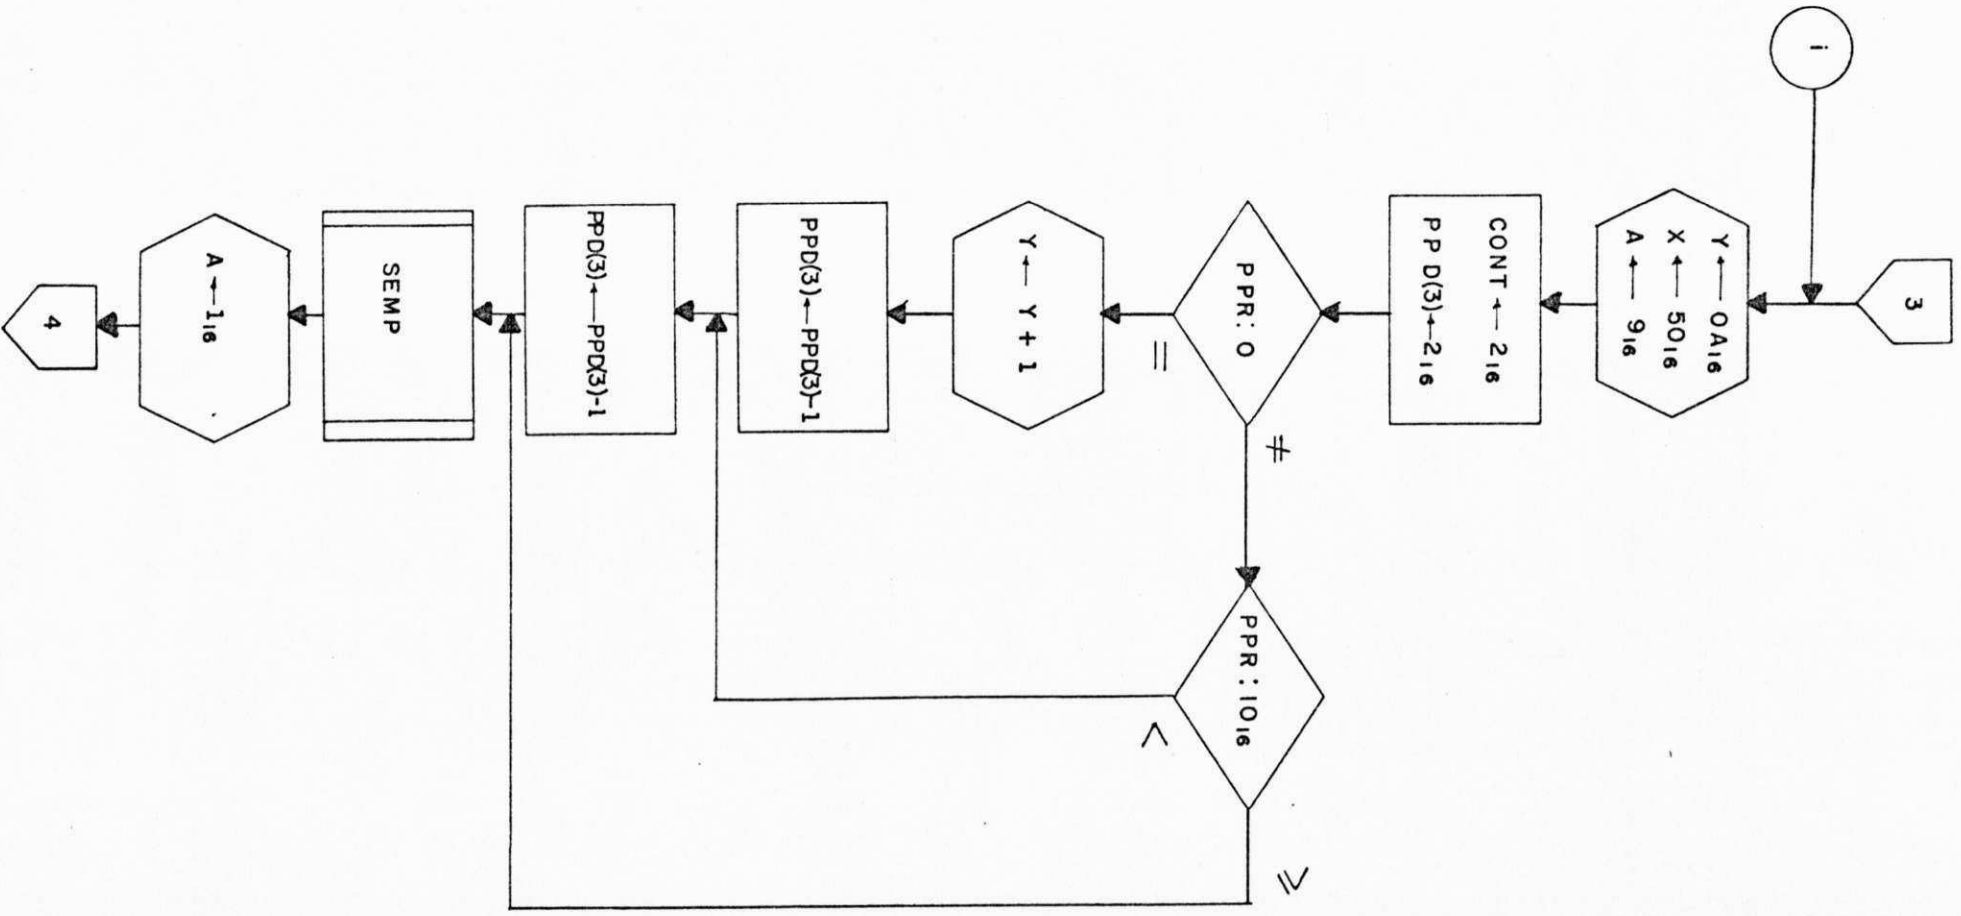 3
i
Y ← 0A₁₆
X ← 50₁₆
A ← 9₁₆
CONT ← 2₁₆
PPD(3) ← 2₁₆
PPR : 0
≠
=
PPR : 10₁₆
<
≥
Y ← Y + 1
PPD(3) ← PPD(3)-1
PPD(3) ← PPD(3)-1
SEMP
A ← 1₁₆
4